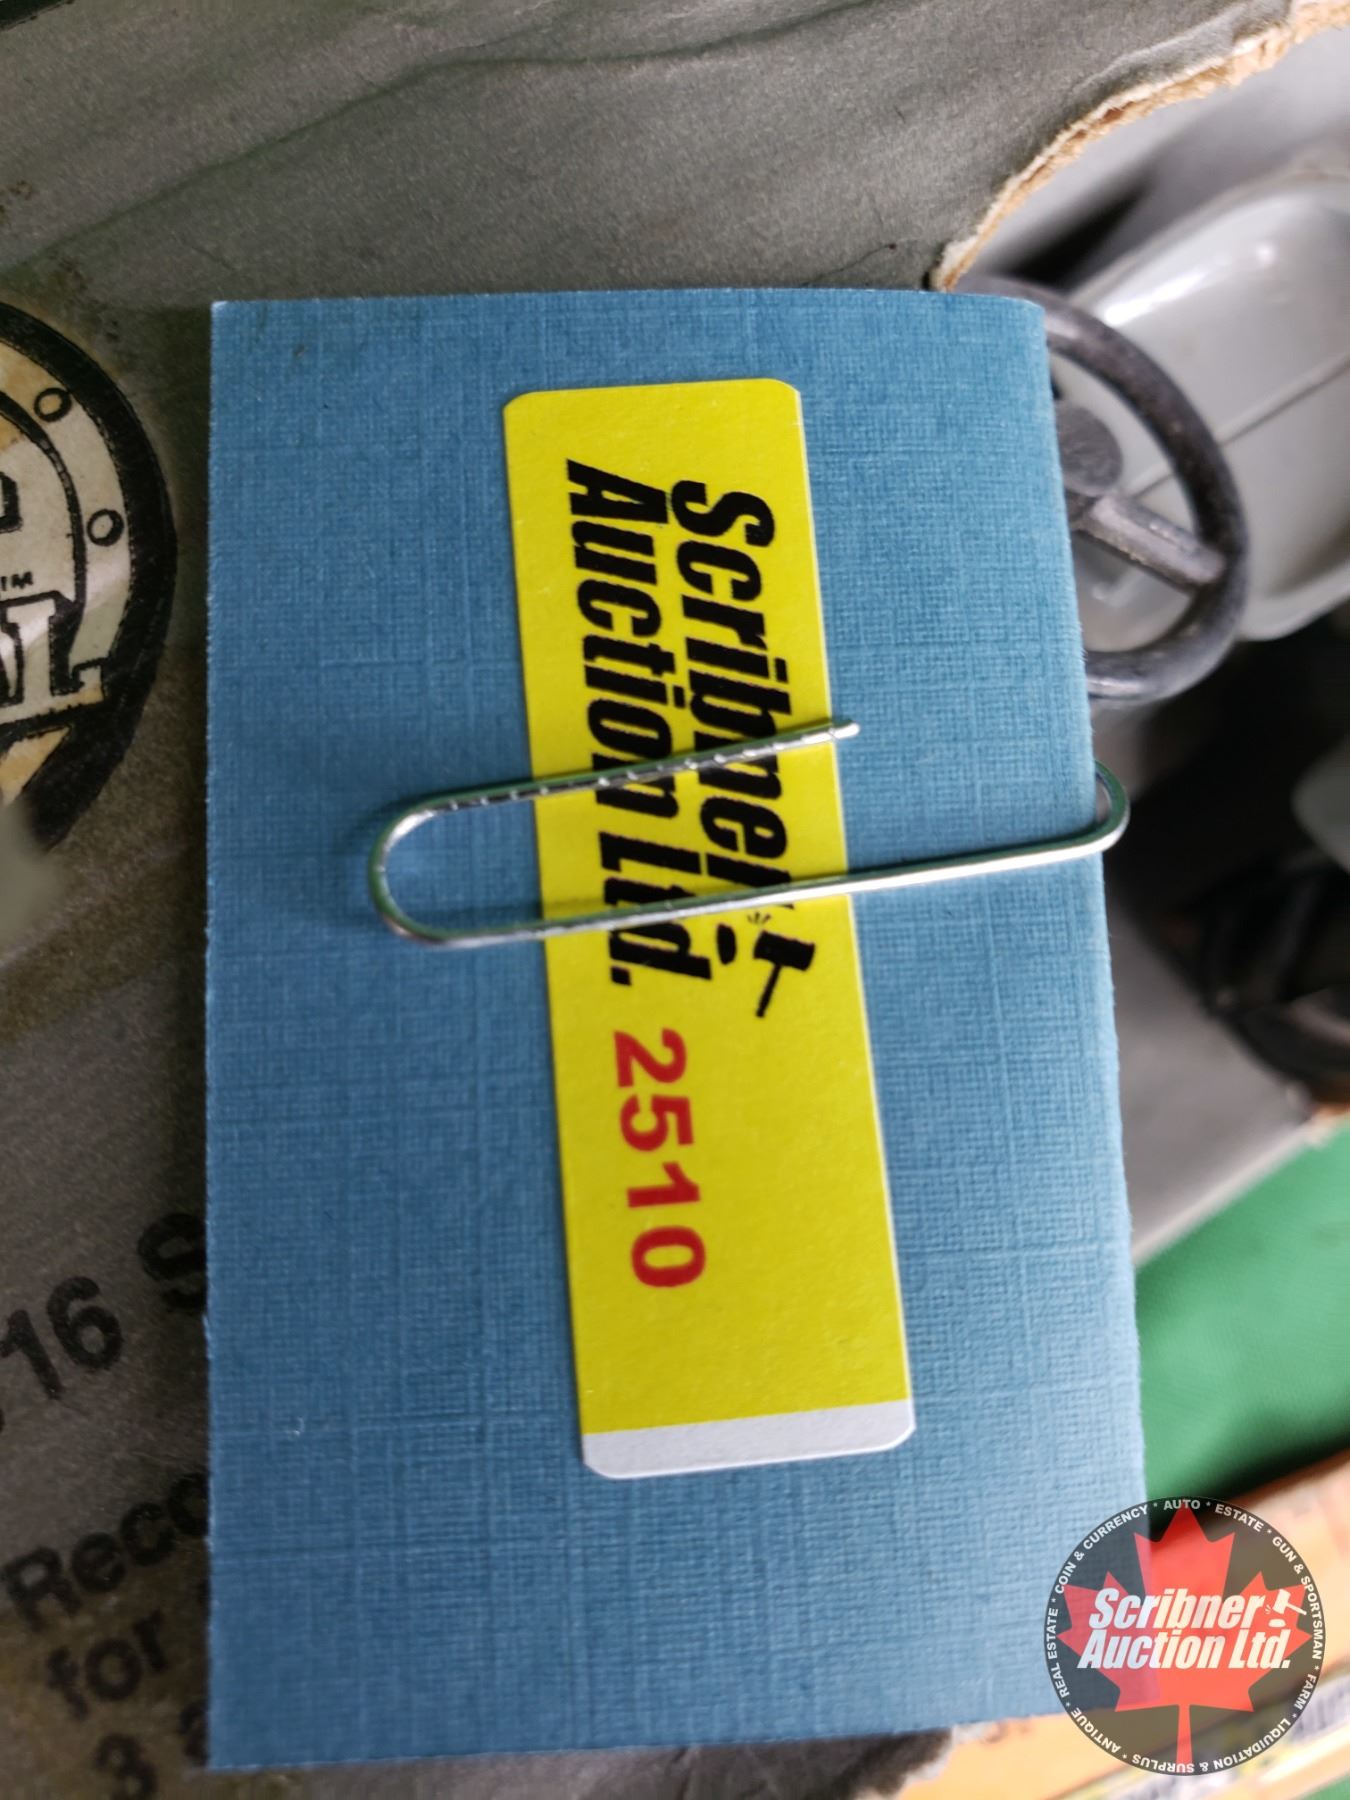 Scribner
Auction Ltd. 2510
16
for
3
COIN & CURRENCY * AUTO * ESTATE * GUN & SPORTSMAN * FARM * LIQUIDATION & SURPLUS * ANTIQUE * REAL ESTATE *
Scribner
Auction Ltd.